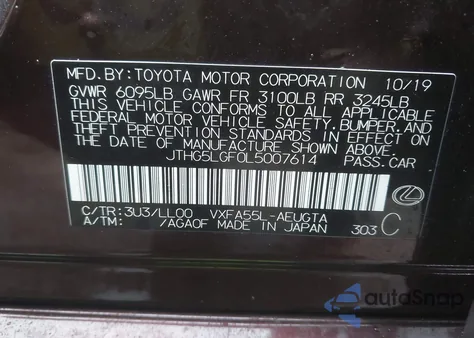 MFD.BY:TOYOTA MOTOR CORPORATION 10/19
GVWR 6095LB GAWR FR 3100LB RR 3245LB
THIS VEHICLE CONFORMS TO ALL APPLICABLE
FEDERAL MOTOR VEHICLE SAFETY,BUMPER,AND
THEFT PREVENTION STANDARDS IN EFFECT ON
THE DATE OF MANUFACTURE SHOWN ABOVE.
JTHG5LGF0L5007614 PASS.CAR
C/TR:3U3/LL00 VXFA55L-AEUGTA
A/TM: /AGA0F MADE IN JAPAN 303 C
autoSnap